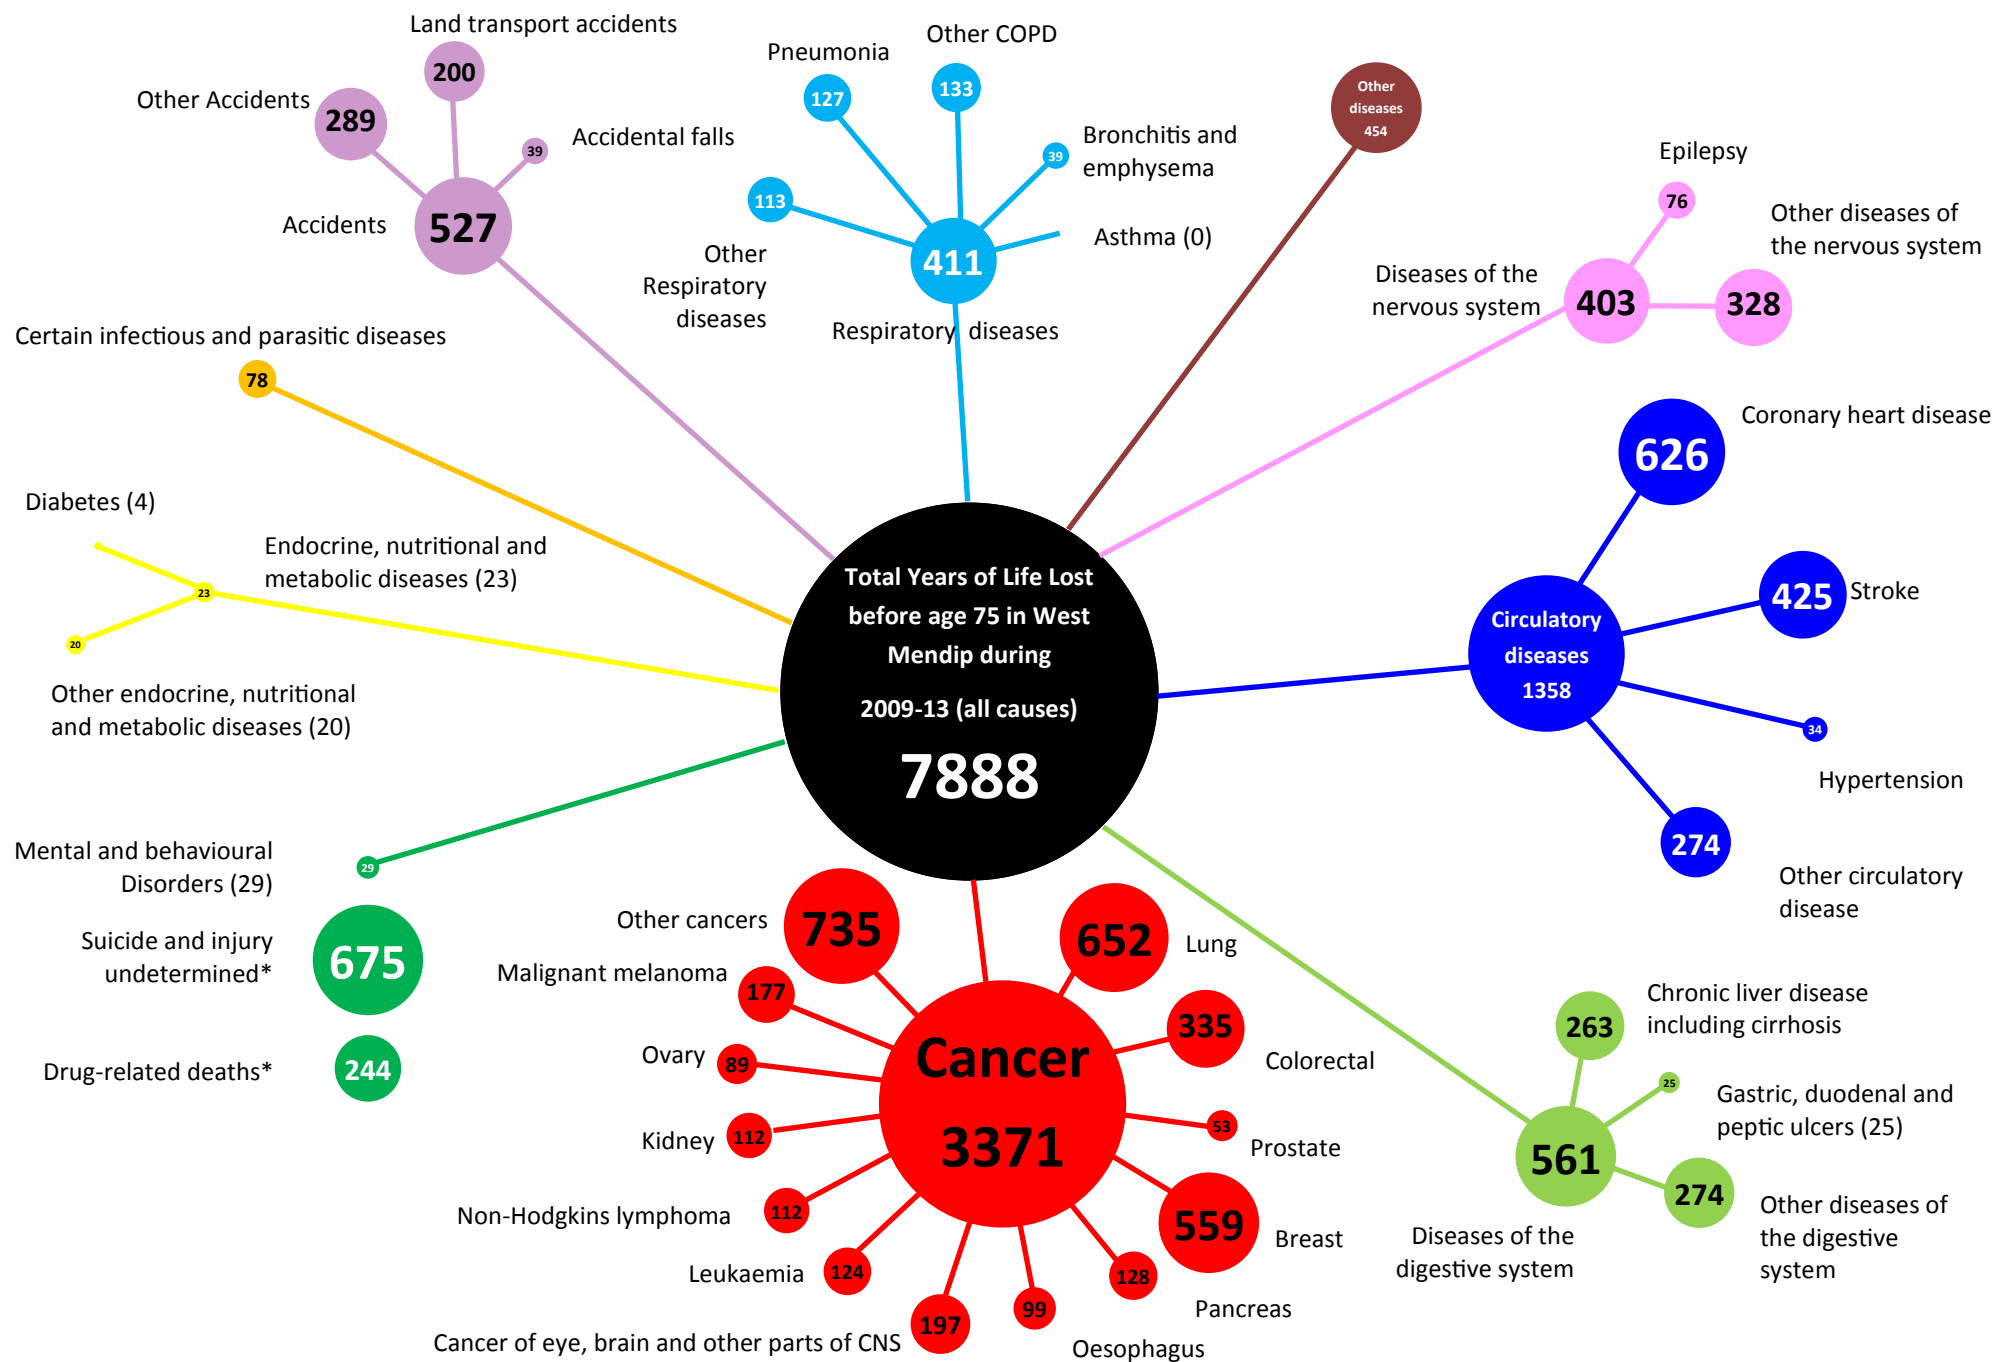 Land transport accidents
200
Other Accidents
289
Accidental falls
39
Accidents
527
Pneumonia
127
Other COPD
133
Bronchitis and
emphysema
39
113
Other
Respiratory
diseases
Asthma (0)
411
Respiratory diseases
Other
diseases
454
Epilepsy
76
Other diseases of
the nervous system
328
Diseases of the
nervous system
403
Certain infectious and parasitic diseases
78
Diabetes (4)
Endocrine, nutritional and
metabolic diseases (23)
23
20
Other endocrine, nutritional
and metabolic diseases (20)
Total Years of Life Lost
before age 75 in West
Mendip during
2009-13 (all causes)
7888
Coronary heart disease
626
Stroke
425
Circulatory
diseases
1358
34
Hypertension
274
Other circulatory
disease
Mental and behavioural
Disorders (29)
29
Suicide and injury
undetermined*
675
Drug-related deaths*
244
Other cancers
735
652
Lung
Malignant melanoma
177
335
Colorectal
Ovary
89
Cancer
3371
Kidney
112
53
Prostate
Non-Hodgkins lymphoma
112
559
Breast
Leukaemia
124
128
Pancreas
Cancer of eye, brain and other parts of CNS
197
99
Oesophagus
Chronic liver disease
including cirrhosis
263
25
Gastric, duodenal and
peptic ulcers (25)
561
274
Other diseases of
the digestive
system
Diseases of the
digestive system